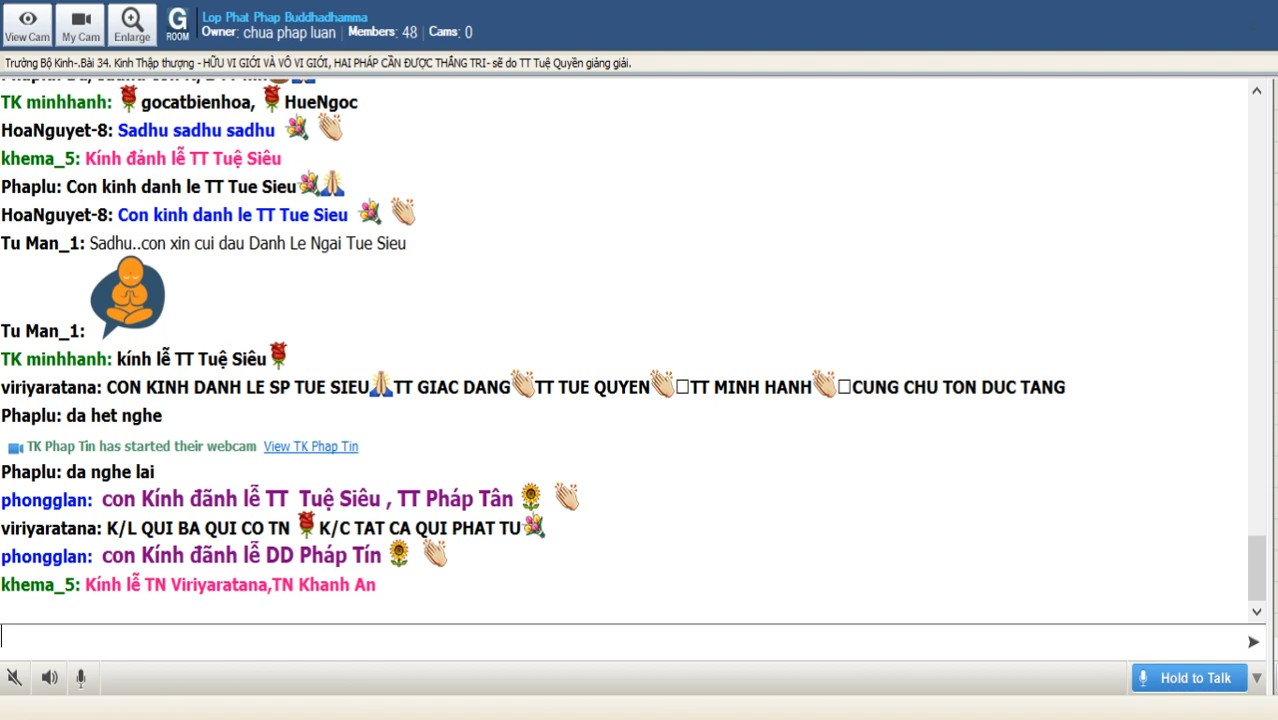 Lop Phat Phap Buddhadhamma
Owner: chua phap luan | Members: 48 | Cams: 0
View Cam
My Cam
Enlarge
G
ROOM
Trường Bộ Kinh-.Bài 34. Kinh Thập thượng - HỮU VI GIỚI VÀ VÔ VI GIỚI, HAI PHÁP CẦN ĐƯỢC THẮNG TRI- sẽ do TT Tuệ Quyền giảng giải.
TK minhhanh: gocatbienhoa, HueNgoc
HoaNguyet-8: Sadhu sadhu sadhu
khema_5: Kính đảnh lễ TT Tuệ Siêu
Phaplu: Con kinh danh le TT Tue Sieu
HoaNguyet-8: Con kinh danh le TT Tue Sieu
Tu Man_1: Sadhu..con xin cui dau Danh Le Ngai Tue Sieu
Tu Man_1:
TK minhhanh: kính lễ TT Tuệ Siêu
viriyaratana: CON KINH DANH LE SP TUE SIEU TT GIAC DANG TT TUE QUYEN TT MINH HANH CUNG CHU TON DUC TANG
Phaplu: da het nghe
TK Phap Tin has started their webcam View TK Phap Tin
Phaplu: da nghe lai
phongglan: con Kính đãnh lễ TT Tuệ Siêu , TT Pháp Tân
viriyaratana: K/L QUI BA QUI CO TN K/C TAT CA QUI PHAT TU
phongglan: con Kính đãnh lễ DD Pháp Tín
khema_5: Kính lễ TN Viriyaratana,TN Khanh An
Hold to Talk